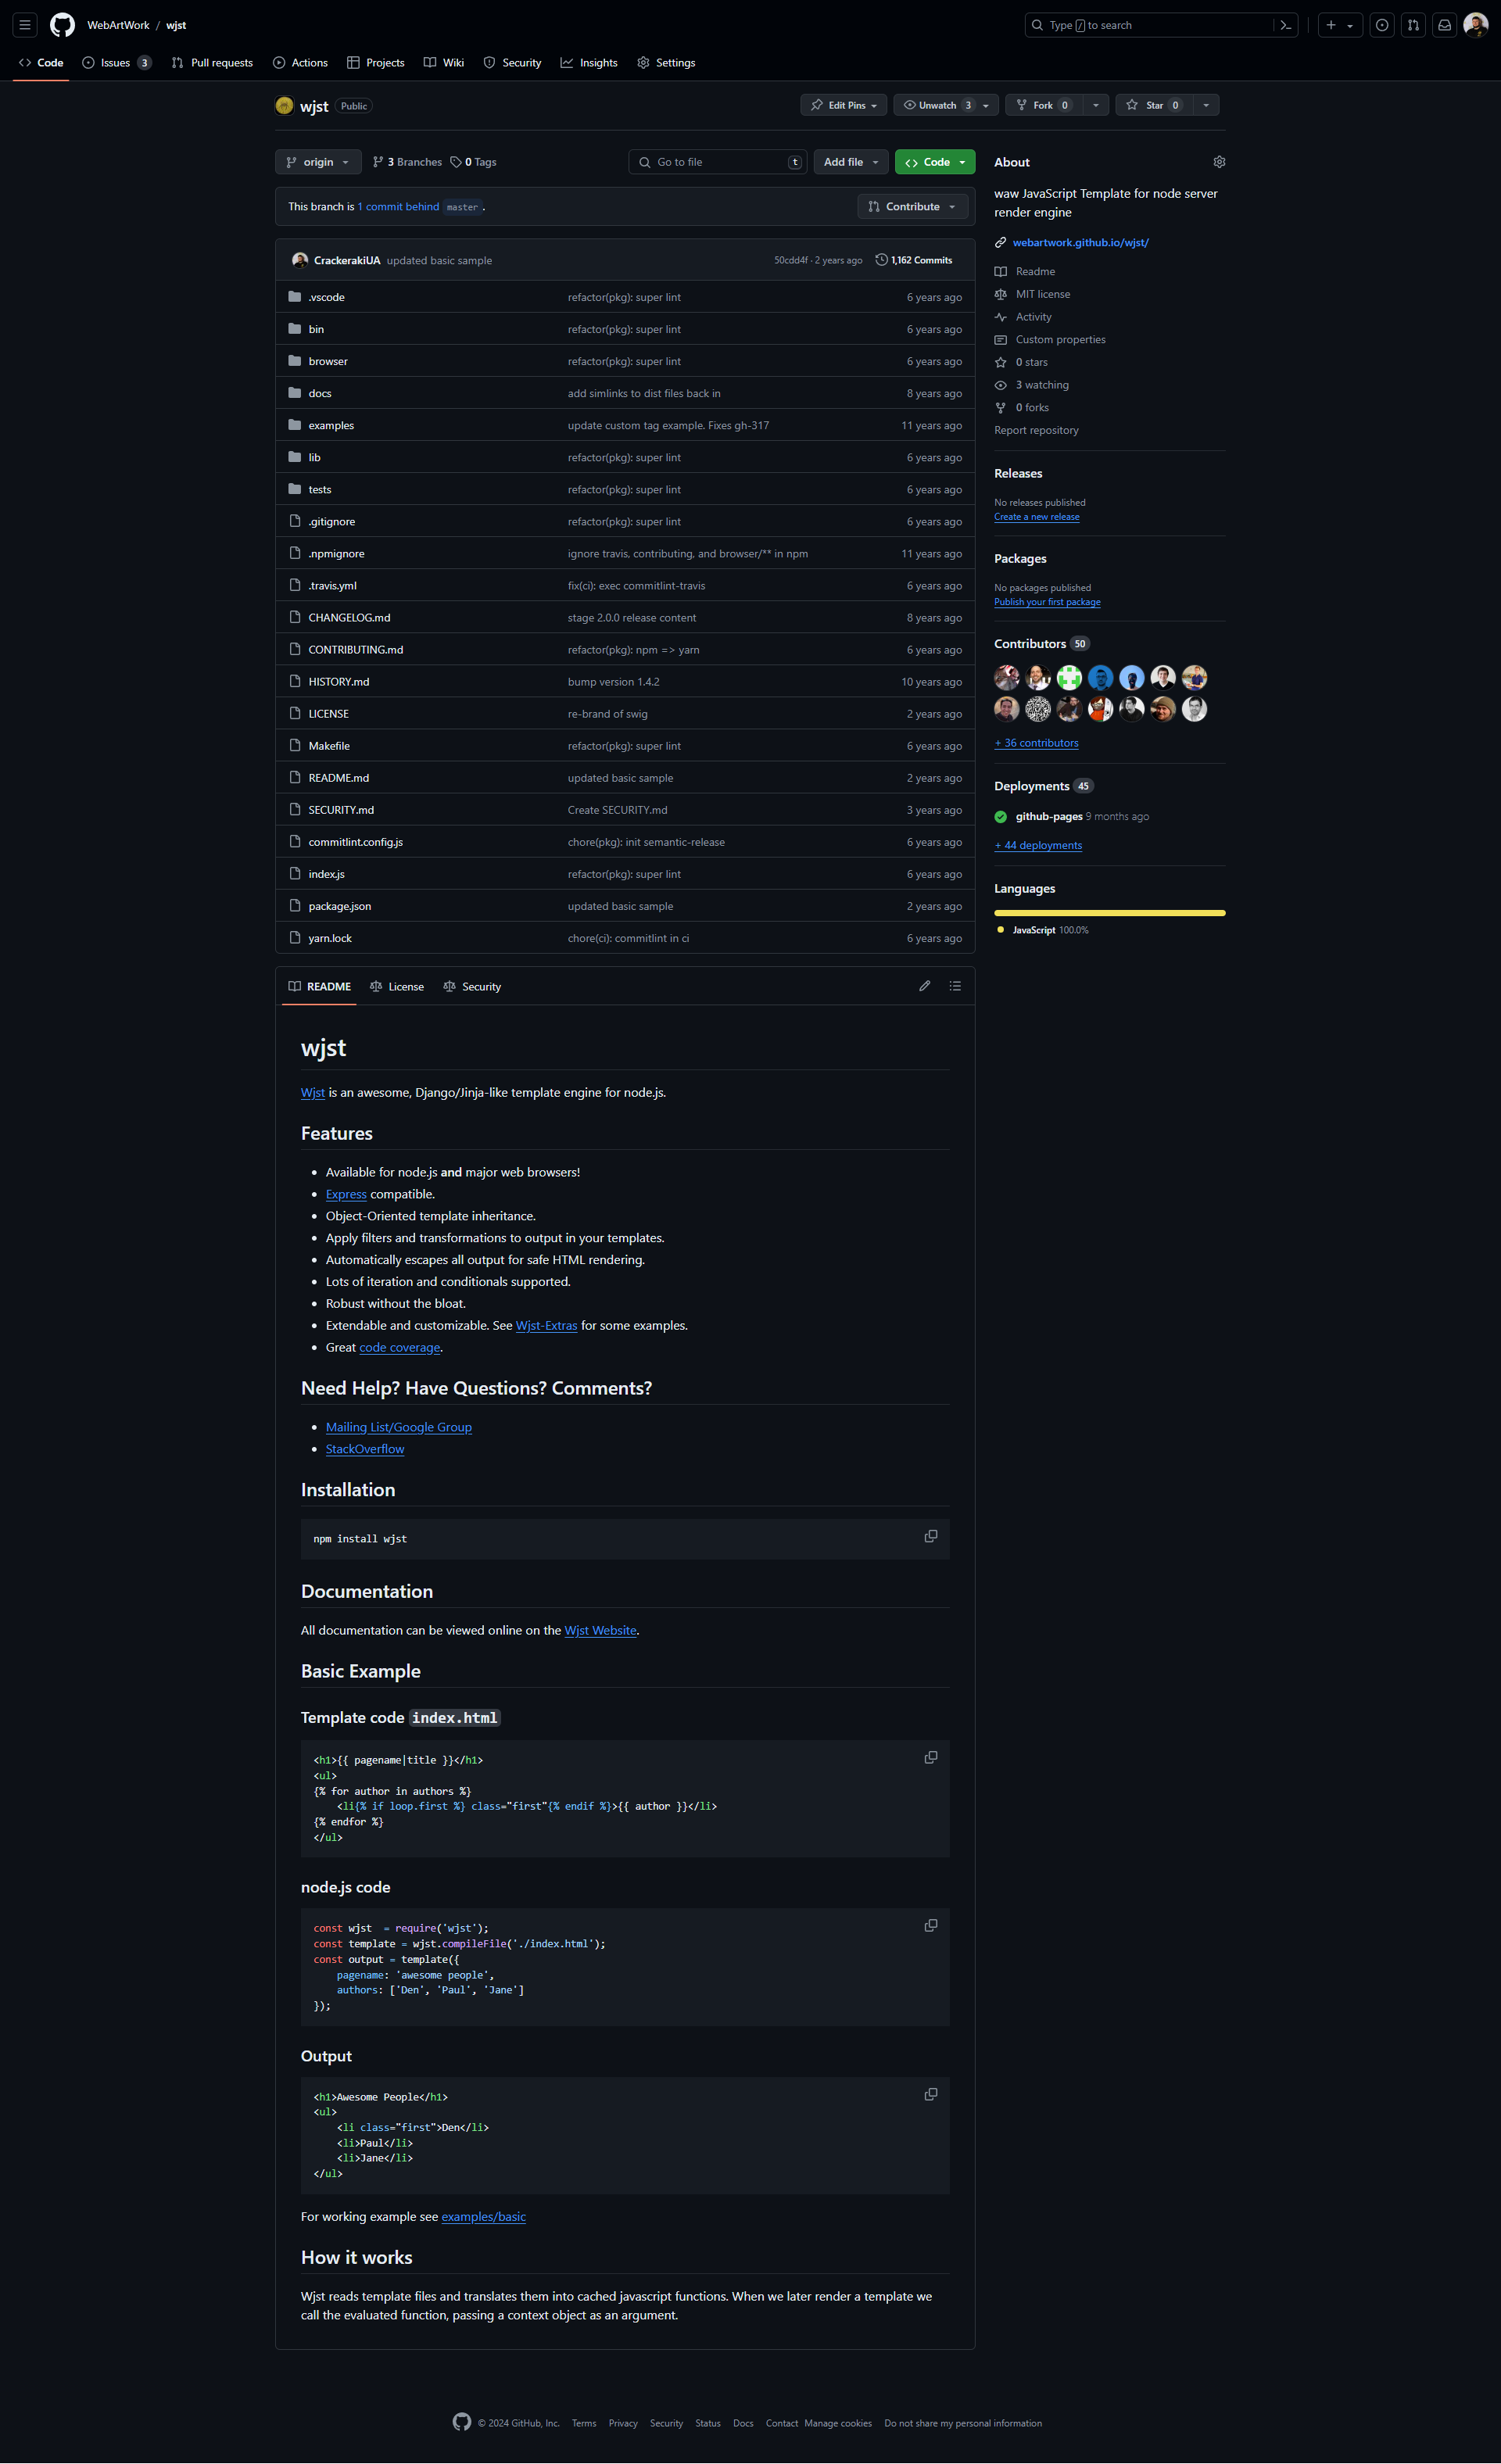 WebArtWork / wjst
Type / to search
Code
Issues 3
Pull requests
Actions
Projects
Wiki
Security
Insights
Settings
wjst Public
Edit Pins
Unwatch 3
Fork 0
Star 0
origin
3 Branches
0 Tags
Go to file t
Add file
Code
This branch is 1 commit behind master .
Contribute
CrackerakiUA updated basic sample 50cdd4f · 2 years ago 1,162 Commits
.vscode refactor(pkg): super lint 6 years ago
bin refactor(pkg): super lint 6 years ago
browser refactor(pkg): super lint 6 years ago
docs add simlinks to dist files back in 8 years ago
examples update custom tag example. Fixes gh-317 11 years ago
lib refactor(pkg): super lint 6 years ago
tests refactor(pkg): super lint 6 years ago
.gitignore refactor(pkg): super lint 6 years ago
.npmignore ignore travis, contributing, and browser/** in npm 11 years ago
.travis.yml fix(ci): exec commitlint-travis 6 years ago
CHANGELOG.md stage 2.0.0 release content 8 years ago
CONTRIBUTING.md refactor(pkg): npm => yarn 6 years ago
HISTORY.md bump version 1.4.2 10 years ago
LICENSE re-brand of swig 2 years ago
Makefile refactor(pkg): super lint 6 years ago
README.md updated basic sample 2 years ago
SECURITY.md Create SECURITY.md 3 years ago
commitlint.config.js chore(pkg): init semantic-release 6 years ago
index.js refactor(pkg): super lint 6 years ago
package.json updated basic sample 2 years ago
yarn.lock chore(ci): commitlint in ci 6 years ago
README
License
Security
wjst
Wjst is an awesome, Django/Jinja-like template engine for node.js.
Features
• Available for node.js and major web browsers!
• Express compatible.
• Object-Oriented template inheritance.
• Apply filters and transformations to output in your templates.
• Automatically escapes all output for safe HTML rendering.
• Lots of iteration and conditionals supported.
• Robust without the bloat.
• Extendable and customizable. See Wjst-Extras for some examples.
• Great code coverage.
Need Help? Have Questions? Comments?
• Mailing List/Google Group
• StackOverflow
Installation
npm install wjst
Documentation
All documentation can be viewed online on the Wjst Website.
Basic Example
Template code index.html
<h1>{{ pagename|title }}</h1>
<ul>
{% for author in authors %}
    <li{% if loop.first %} class="first"{% endif %}>{{ author }}</li>
{% endfor %}
</ul>
node.js code
const wjst  = require('wjst');
const template = wjst.compileFile('./index.html');
const output = template({
    pagename: 'awesome people',
    authors: ['Den', 'Paul', 'Jane']
});
Output
<h1>Awesome People</h1>
<ul>
    <li class="first">Den</li>
    <li>Paul</li>
    <li>Jane</li>
</ul>
For working example see examples/basic
How it works
Wjst reads template files and translates them into cached javascript functions. When we later render a template we
call the evaluated function, passing a context object as an argument.
About
waw JavaScript Template for node server
render engine
webartwork.github.io/wjst/
Readme
MIT license
Activity
Custom properties
0 stars
3 watching
0 forks
Report repository
Releases
No releases published
Create a new release
Packages
No packages published
Publish your first package
Contributors 50
+ 36 contributors
Deployments 45
github-pages 9 months ago
+ 44 deployments
Languages
JavaScript 100.0%
© 2024 GitHub, Inc. Terms Privacy Security Status Docs Contact Manage cookies Do not share my personal information